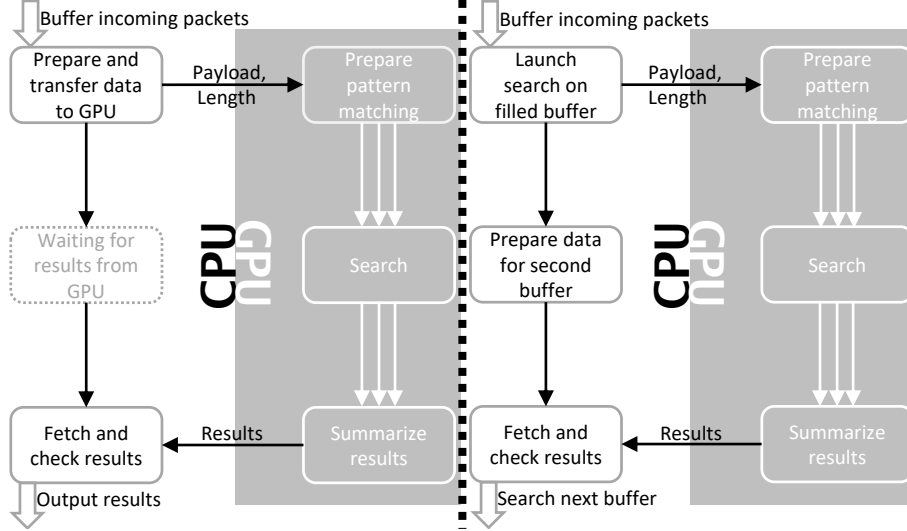 Buffer incoming packets
Prepare and
transfer data
to GPU
Payload,
Length
Prepare
pattern
matching
Waiting for
results from
GPU
CPU
GPU
Search
Fetch and
check results
Results
Summarize
results
Output results
Buffer incoming packets
Launch
search on
filled buffer
Payload,
Length
Prepare
pattern
matching
Prepare data
for second
buffer
CPU
GPU
Search
Fetch and
check results
Results
Summarize
results
Search next buffer